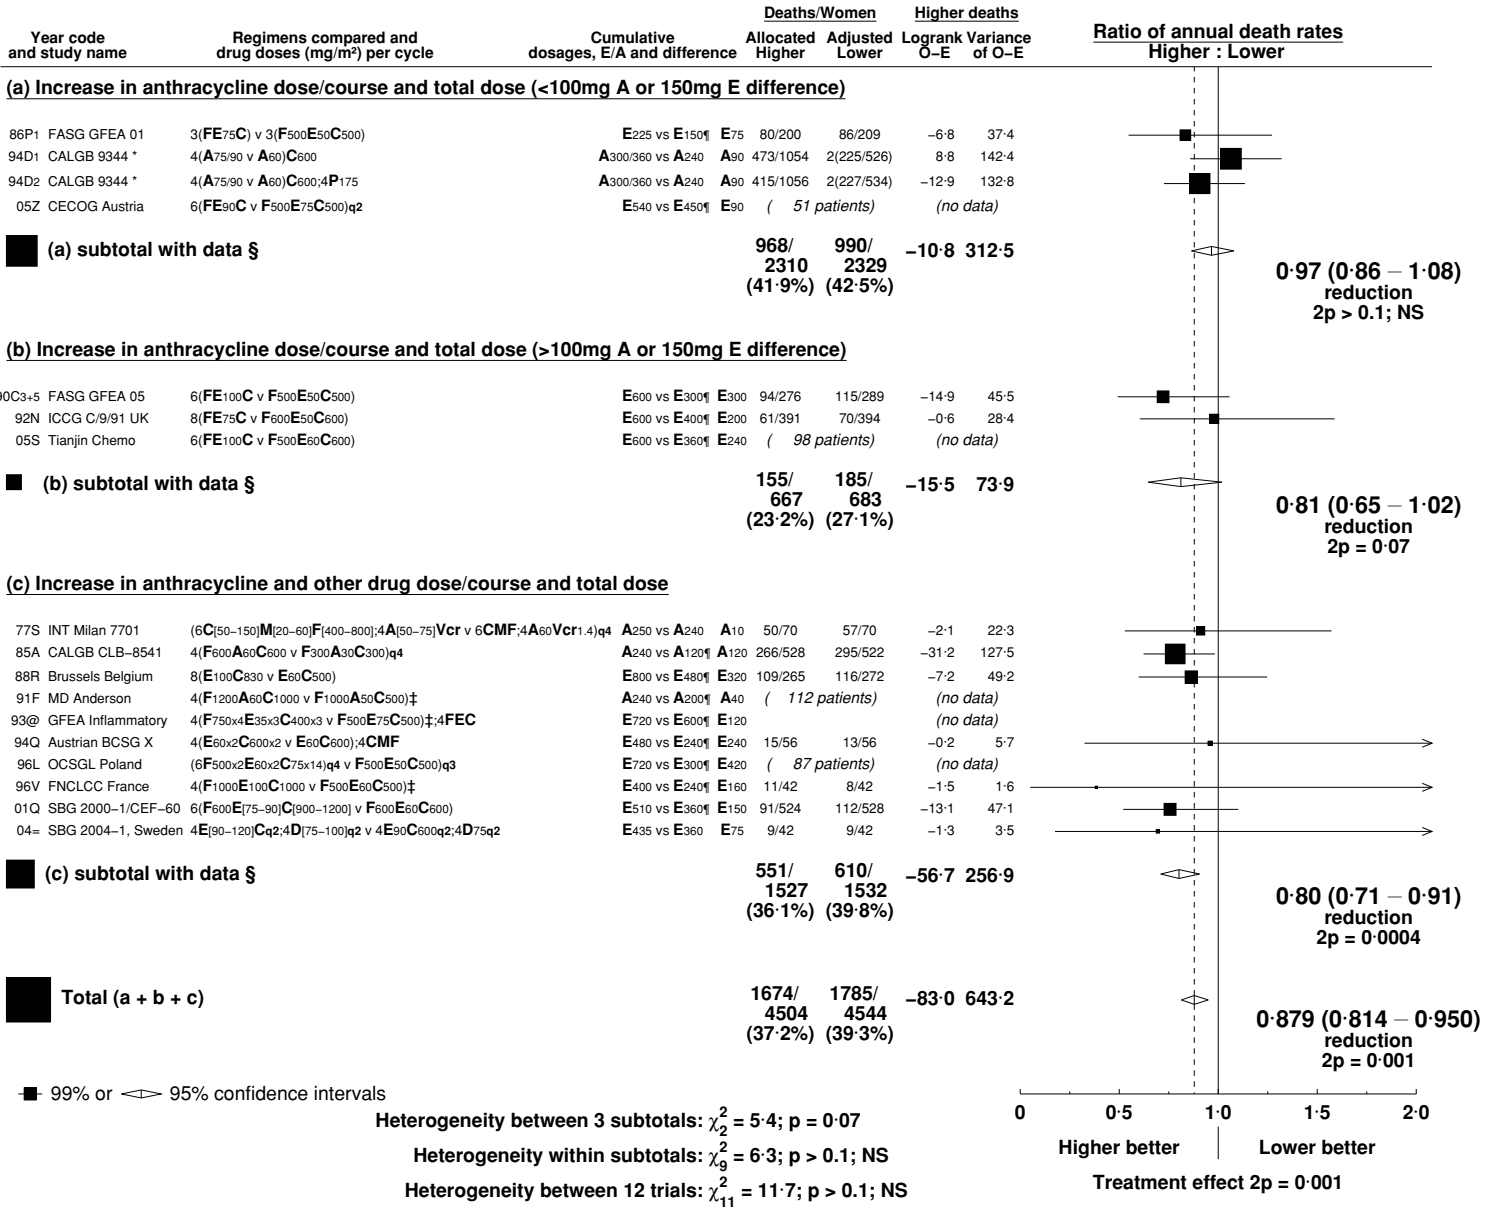 Deaths/Women Higher deaths
Year code Regimens compared and Cumulative Allocated Adjusted Logrank Variance Ratio of annual death rates
and study name drug doses (mg/m²) per cycle dosages, E/A and difference Higher Lower O−E of O−E Higher : Lower
(a) Increase in anthracycline dose/course and total dose (<100mg A or 150mg E difference)
86P1 FASG GFEA 01 3(FE75C) v 3(F500E50C500) E225 vs E150¶ E75 80/200 86/209 −6·8 37·4
94D1 CALGB 9344 * 4(A75/90 v A60)C600 A300/360 vs A240 A90 473/1054 2(225/526) 8·8 142·4
94D2 CALGB 9344 * 4(A75/90 v A60)C600;4P175 A300/360 vs A240 A90 415/1056 2(227/534) −12·9 132·8
05Z CECOG Austria 6(FE90C v F500E75C500)q2 E540 vs E450¶ E90 ( 51 patients) (no data)
(a) subtotal with data § 968/ 990/ −10·8 312·5
2310 2329
(41.9%) (42.5%)
0·97 (0·86 − 1·08)
reduction
2p > 0.1; NS
(b) Increase in anthracycline dose/course and total dose (>100mg A or 150mg E difference)
90C3+5 FASG GFEA 05 6(FE100C v F500E50C500) E600 vs E300¶ E300 94/276 115/289 −14·9 45·5
92N ICCG C/9/91 UK 8(FE75C v F600E50C600) E600 vs E400¶ E200 61/391 70/394 −0·6 28·4
05S Tianjin Chemo 6(FE100C v F500E60C600) E600 vs E360¶ E240 ( 98 patients) (no data)
(b) subtotal with data § 155/ 185/ −15·5 73·9
667 683
(23.2%) (27.1%)
0·81 (0·65 − 1·02)
reduction
2p = 0·07
(c) Increase in anthracycline and other drug dose/course and total dose
77S INT Milan 7701 (6C[50−150]M[20−60]F[400−800];4A[50−75]Vcr v 6CMF;4A60Vcr1.4)q4 A250 vs A240 A10 50/70 57/70 −2·1 22·3
85A CALGB CLB−8541 4(F600A60C600 v F300A30C300)q4 A240 vs A120¶ A120 266/528 295/522 −31·2 127·5
88R Brussels Belgium 8(E100C830 v E60C500) E800 vs E480¶ E320 109/265 116/272 −7·2 49·2
91F MD Anderson 4(F1200A60C1000 v F1000A50C500)‡ A240 vs A200¶ A40 ( 112 patients) (no data)
93@ GFEA Inflammatory 4(F750x4E35x3C400x3 v F500E75C500)‡;4FEC E720 vs E600¶ E120 (no data)
94Q Austrian BCSG X 4(E60x2C600x2 v E60C600);4CMF E480 vs E240¶ E240 15/56 13/56 −0·2 5·7
96L OCSGL Poland (6F500x2E60x2C75x14)q4 v F500E50C500)q3 E720 vs E300¶ E420 ( 87 patients) (no data)
96V FNCLCC France 4(F1000E100C1000 v F500E60C500)‡ E400 vs E240¶ E160 11/42 8/42 −1·5 1·6
01Q SBG 2000−1/CEF−60 6(F600E[75−90]C[900−1200] v F600E60C600) E510 vs E360¶ E150 91/524 112/528 −13·1 47·1
04= SBG 2004−1, Sweden 4E[90−120]Cq2;4D[75−100]q2 v 4E90C600q2;4D75q2 E435 vs E360 E75 9/42 9/42 −1·3 3·5
(c) subtotal with data § 551/ 610/ −56·7 256·9
1527 1532
(36.1%) (39.8%)
0·80 (0·71 − 0·91)
reduction
2p = 0·0004
Total (a + b + c) 1674/ 1785/ −83·0 643·2
4504 4544
(37.2%) (39.3%)
0·879 (0·814 − 0·950)
reduction
2p = 0·001
99% or 95% confidence intervals
0 0·5 1·0 1·5 2·0
Higher better Lower better
Treatment effect 2p = 0·001
Heterogeneity between 3 subtotals: χ²₂ = 5·4; p = 0·07
Heterogeneity within subtotals: χ²₉ = 6·3; p > 0.1; NS
Heterogeneity between 12 trials: χ²₁₁ = 11·7; p > 0.1; NS